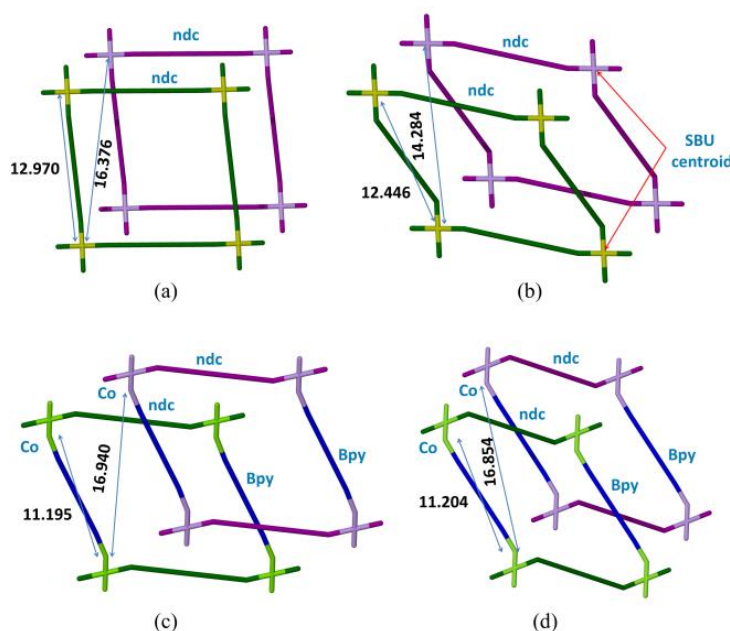 ndc
ndc
12.970
16.376
(a)
ndc
ndc
14.284
12.446
SBU
centroid
(b)
ndc
Co
ndc
Co
16.940
Bpy
Bpy
11.195
(c)
ndc
Co
ndc
Co
16.854
Bpy
Bpy
11.204
(d)